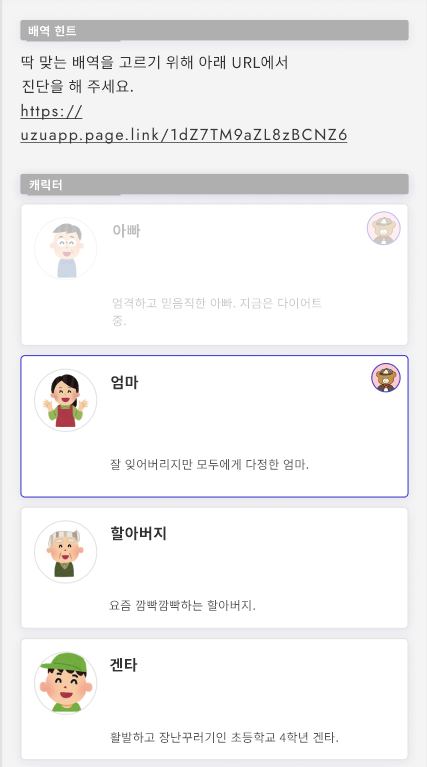 배역 힌트
딱 맞는 배역을 고르기 위해 아래 URL에서
진단을 해 주세요.
https://
uzuapp.page.link/1dZ7TM9aZL8zBCNZ6
캐릭터
아빠
엄격하고 믿음직한 아빠. 지금은 다이어트
중.
엄마
잘 잊어버리지만 모두에게 다정한 엄마.
할아버지
요즘 깜빡깜빡하는 할아버지.
겐타
활발하고 장난꾸러기인 초등학교 4학년 겐타.